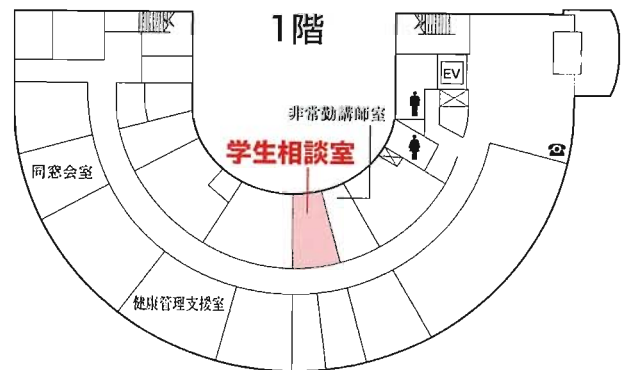 1階
EV
非常勤講師室
学生相談室
同窓会室
健康管理支援室